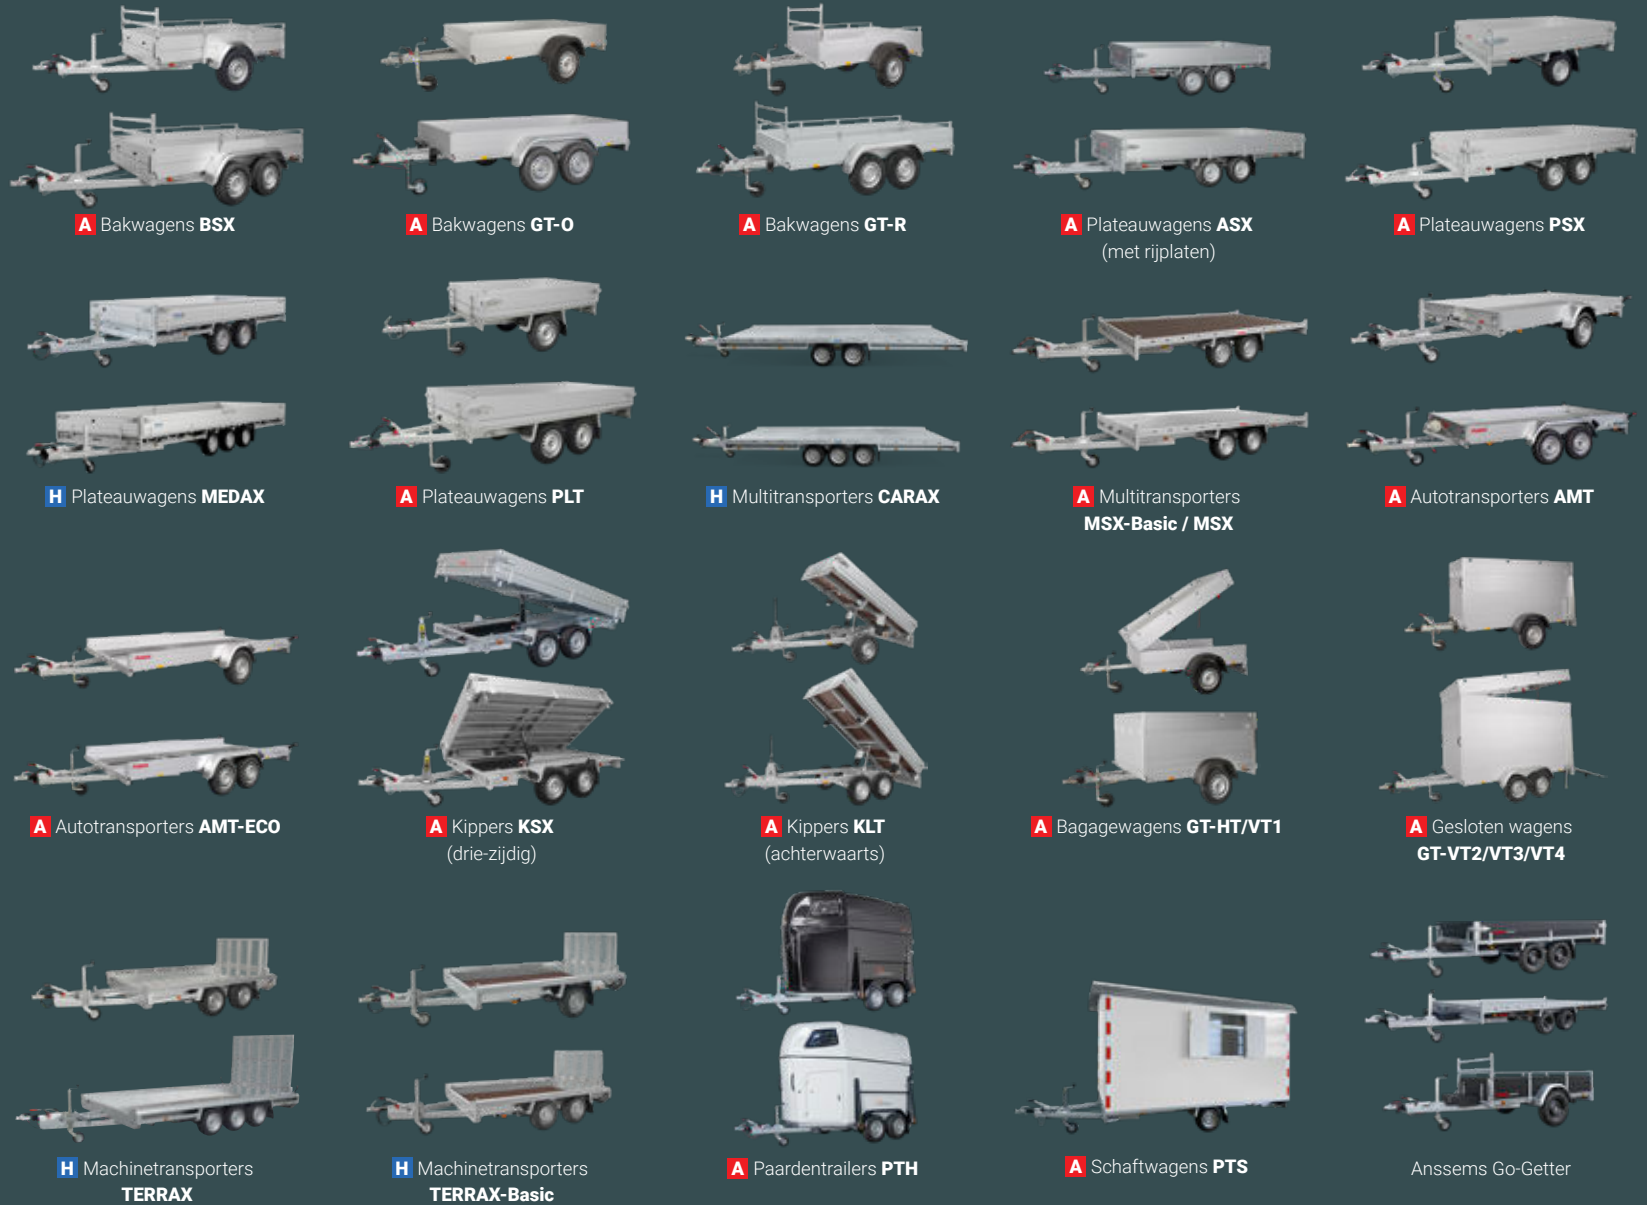 A Bakwagens BSX
A Bakwagens GT-O
A Bakwagens GT-R
A Plateauwagens ASX
(met rijplaten)
A Plateauwagens PSX
H Plateauwagens MEDAX
A Plateauwagens PLT
H Multitransporters CARAX
A Multitransporters
MSX-Basic / MSX
A Autotransporters AMT
A Autotransporters AMT-ECO
A Kippers KSX
(drie-zijdig)
A Kippers KLT
(achterwaarts)
A Bagagewagens GT-HT/VT1
A Gesloten wagens
GT-VT2/VT3/VT4
H Machinetransporters
TERRAX
H Machinetransporters
TERRAX-Basic
A Paardentrailers PTH
A Schaftwagens PTS
Anssems Go-Getter